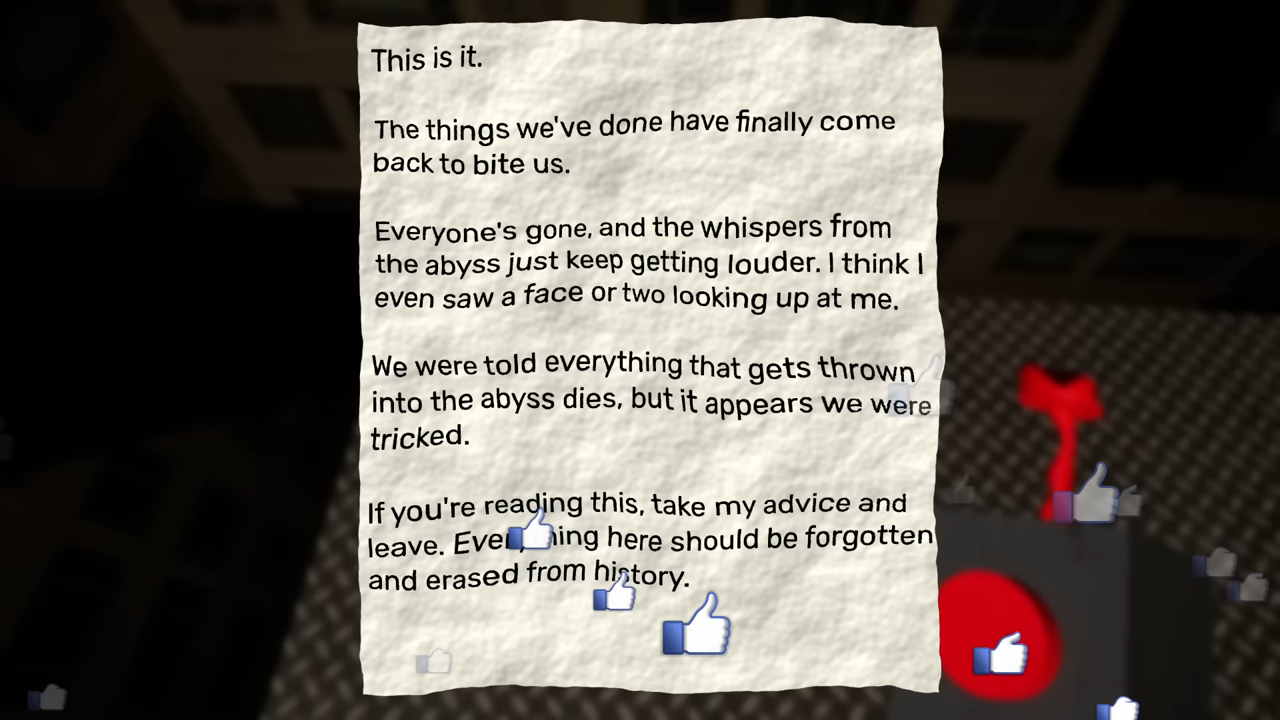 This is it.
The things we've done have finally come
back to bite us.
Everyone's gone, and the whispers from
the abyss just keep getting louder. I think I
even saw a face or two looking up at me.
We were told everything that gets thrown
into the abyss dies, but it appears we were
tricked.
If you're reading this, take my advice and
leave. Everything here should be forgotten
and erased from history.